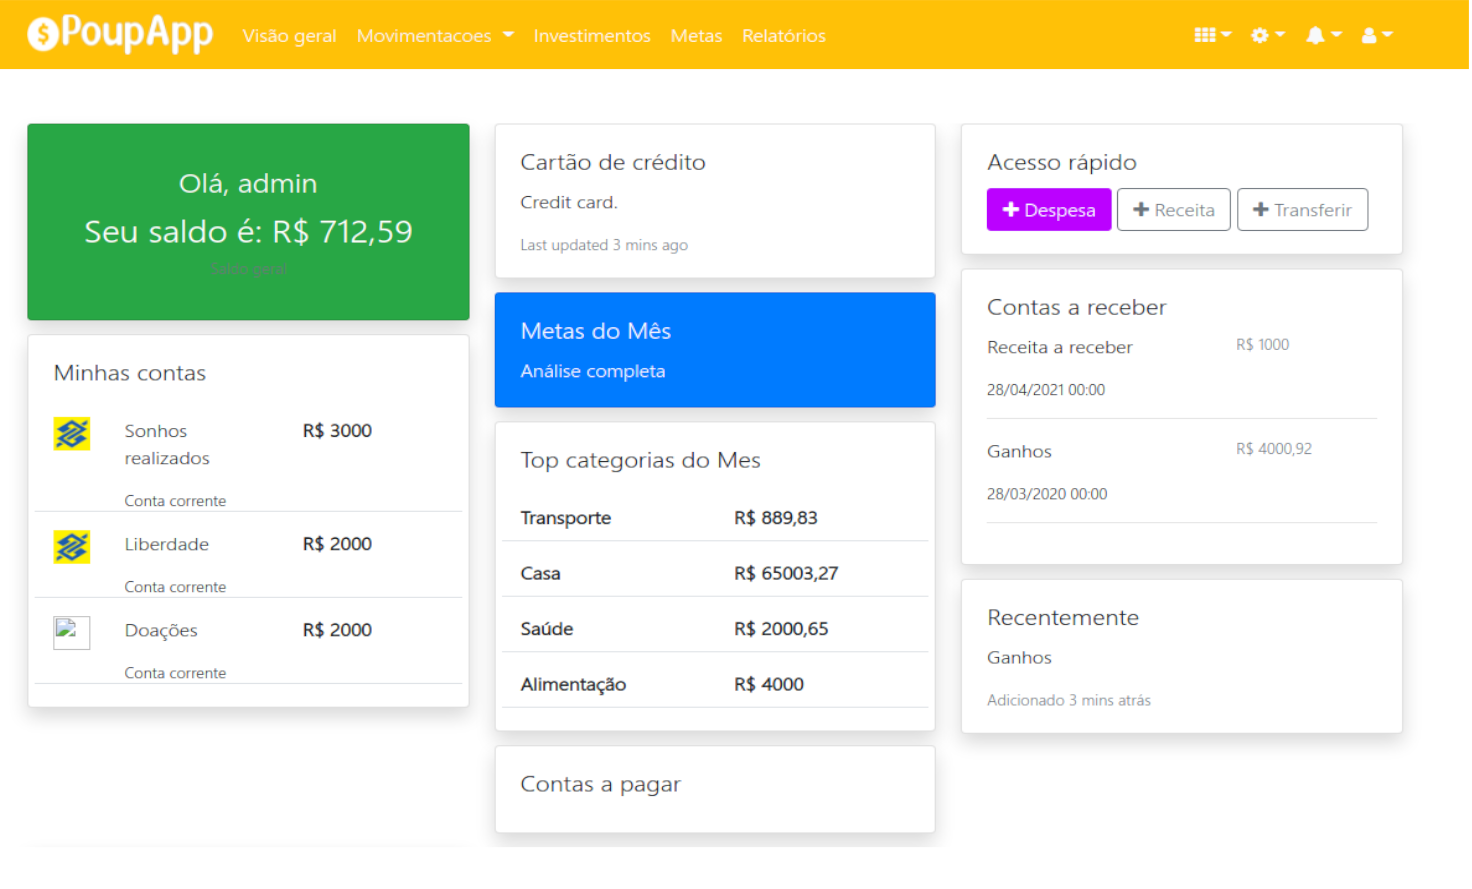 PoupApp Visão geral Movimentacoes Investimentos Metas Relatórios
Olá, admin
Seu saldo é: R$ 712,59
Minhas contas
Sonhos realizados R$ 3000
Conta corrente
Liberdade R$ 2000
Conta corrente
Doações R$ 2000
Conta corrente
Cartão de crédito
Credit card.
Last updated 3 mins ago
Metas do Mês
Análise completa
Top categorias do Mes
Transporte R$ 889,83
Casa R$ 65003,27
Saúde R$ 2000,65
Alimentação R$ 4000
Contas a pagar
Acesso rápido
+ Despesa + Receita + Transferir
Contas a receber
Receita a receber R$ 1000
28/04/2021 00:00
Ganhos R$ 4000,92
28/03/2020 00:00
Recentemente
Ganhos
Adicionado 3 mins atrás